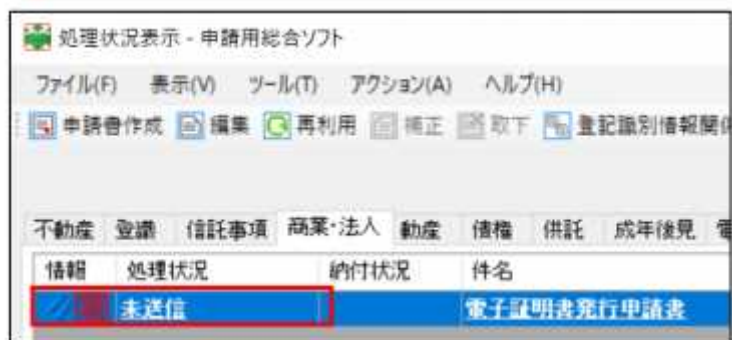 処理状況表示 - 申請用総合ソフト
ファイル(F) 表示(V) ツール(T) アクション(A) ヘルプ(H)
申請書作成 編集 再利用 補正 取下 登記識別情報関係
不動産 登識 信託事項 商業・法人 動産 債権 供託 成年後見 電
情報 処理状況 納付状況 件名
未送信 電子証明書発行申請書